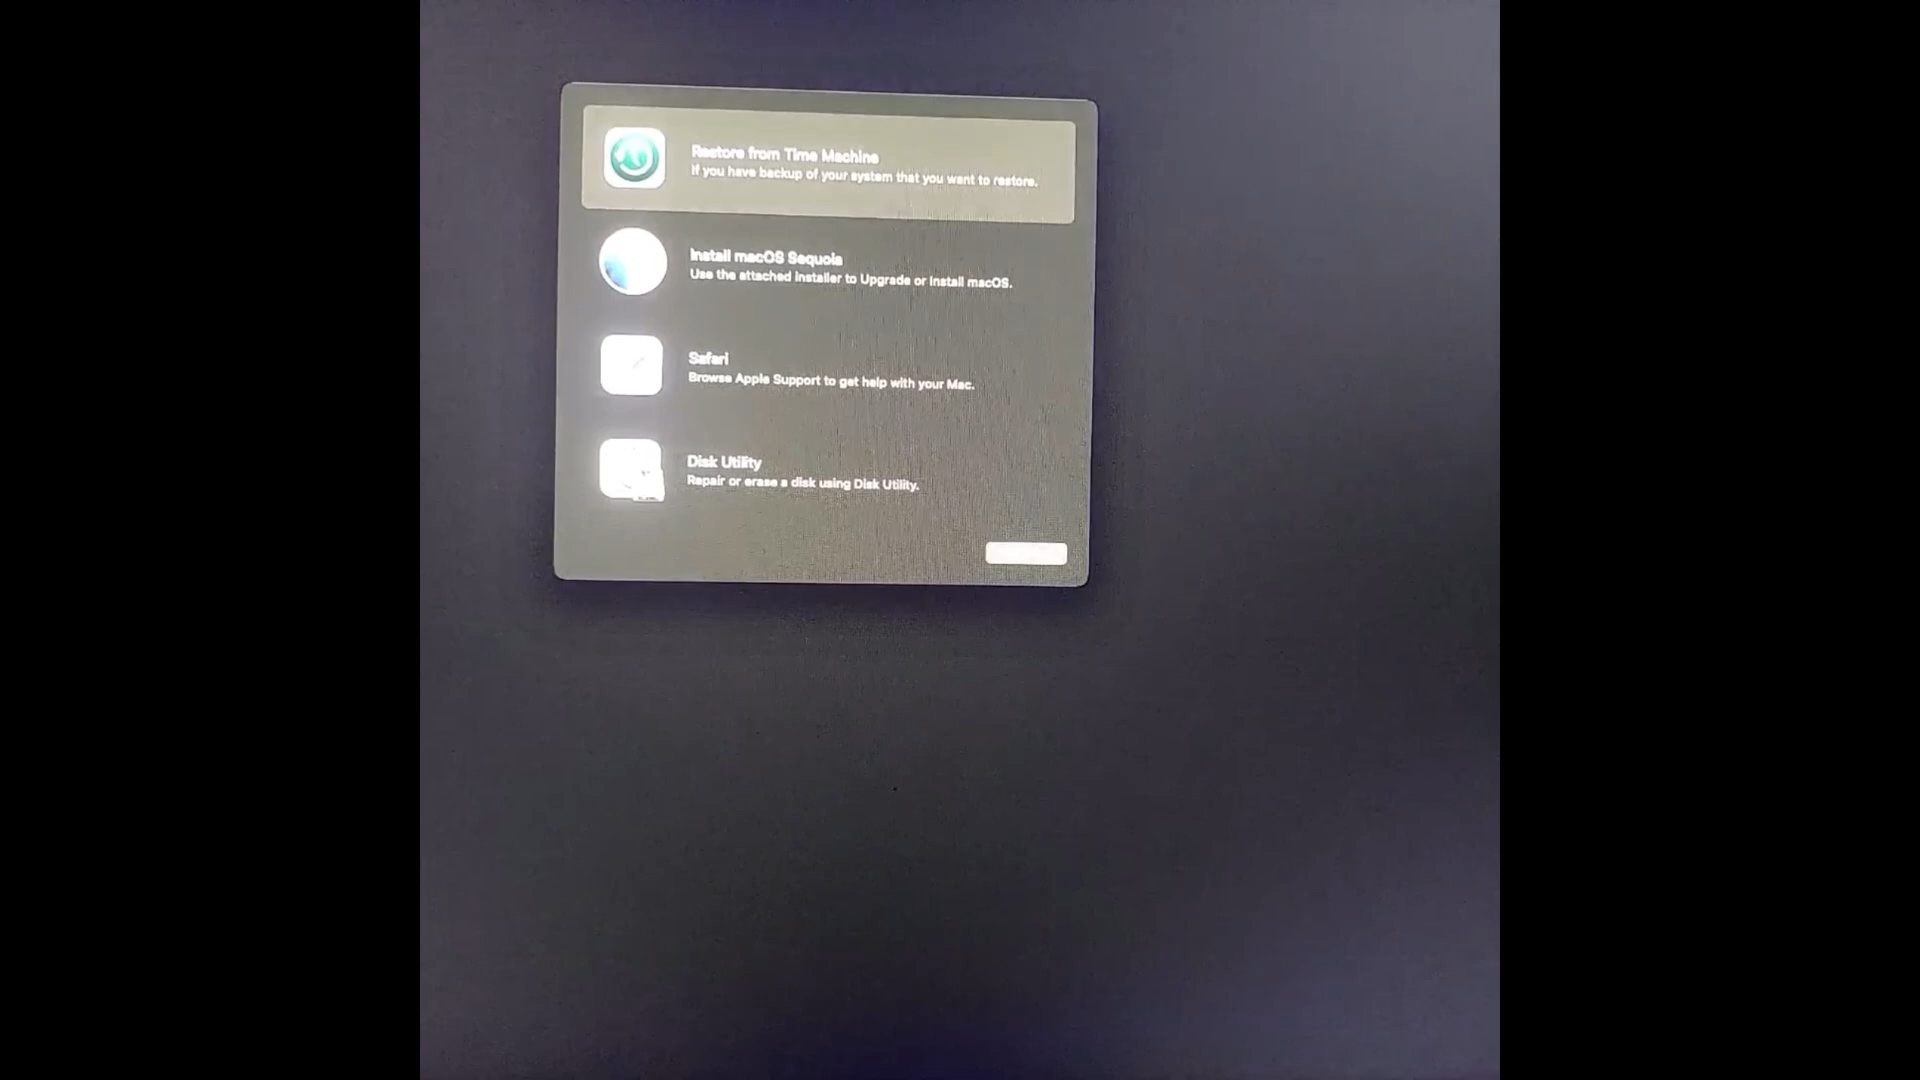 Restore from Time Machine
If you have backup of your system that you want to restore.
Install macOS Sequoia
Use the attached installer to Upgrade or Install macOS.
Safari
Browse Apple Support to get help with your Mac.
Disk Utility
Repair or erase a disk using Disk Utility.